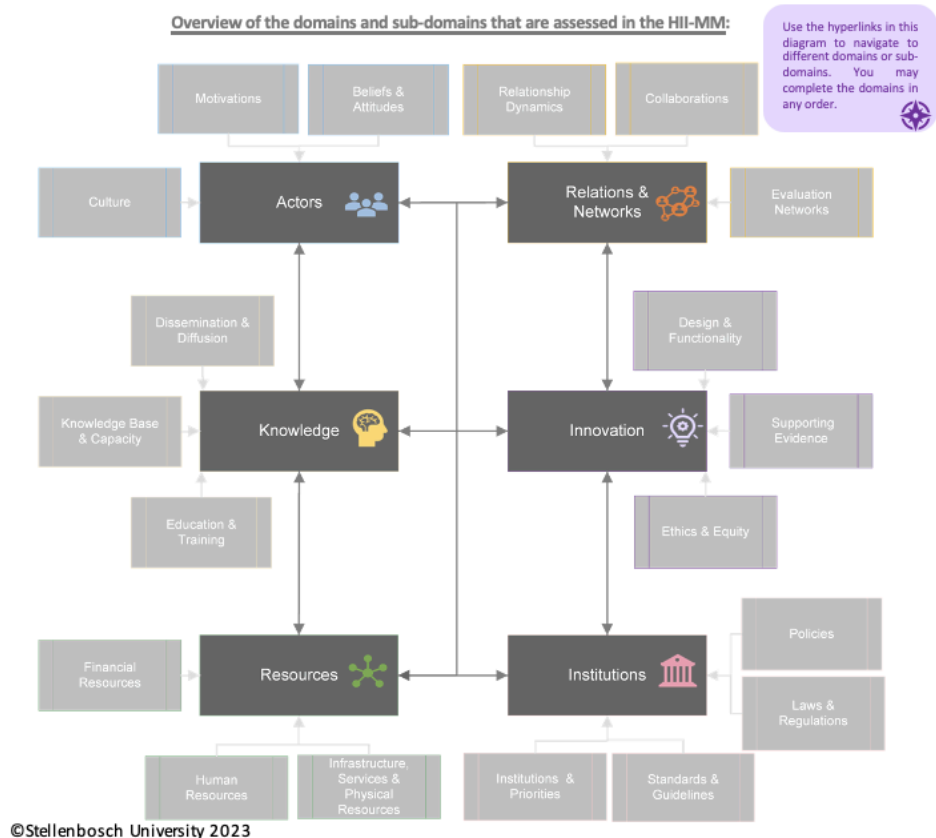 Overview of the domains and sub-domains that are assessed in the HII-MM:
Use the hyperlinks in this
diagram to navigate to
different domains or sub-
domains. You may
complete the domains in
any order.
Motivations
Beliefs &
Attitudes
Relationship
Dynamics
Collaborations
Culture
Actors
Relations &
Networks
Evaluation
Networks
Dissemination &
Diffusion
Design &
Functionality
Knowledge Base
& Capacity
Knowledge
Innovation
Supporting
Evidence
Education &
Training
Ethics & Equity
Policies
Financial
Resources
Resources
Institutions
Laws &
Regulations
Human
Resources
Infrastructure,
Services &
Physical
Resources
Institutions &
Priorities
Standards &
Guidelines
©Stellenbosch University 2023